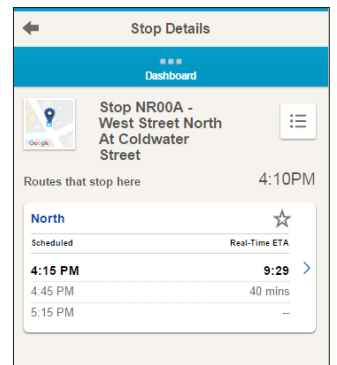 Stop Details
Dashboard
Stop NR00A -
West Street North
At Coldwater
Street
Google
Routes that stop here
4:10PM
North
Scheduled Real-Time ETA
4:15 PM 9:29
4:45 PM 40 mins
5:15 PM --